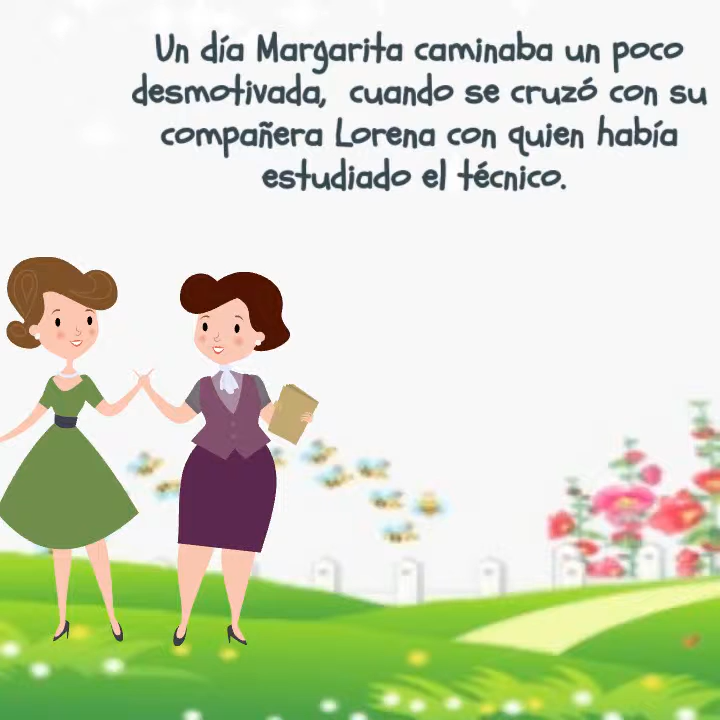 Un día Margarita caminaba un poco
desmotivada, cuando se cruzó con su
compañera Lorena con quien había
estudiado el técnico.